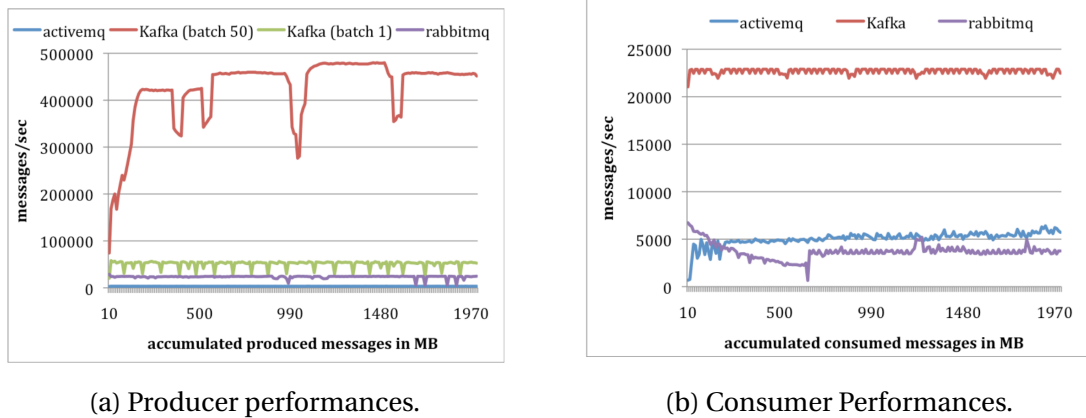 activemq Kafka (batch 50) Kafka (batch 1) rabbitmq
500000
400000
300000
200000
100000
0
messages/sec
10 500 990 1480 1970
accumulated produced messages in MB
(a) Producer performances.
activemq Kafka rabbitmq
25000
20000
15000
10000
5000
0
messages/sec
10 500 990 1480 1970
accumulated consumed messages in MB
(b) Consumer Performances.